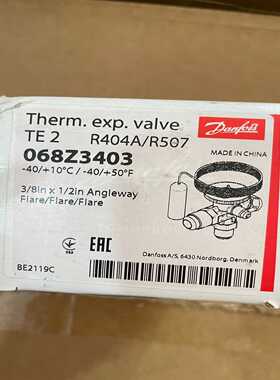 Therm. exp. valve
TE 2 R404A/R507
Danfoss
068Z3403
MADE IN CHINA
-40/+10°C / -40/+50°F
3/8in x 1/2in Angleway
Flare/Flare/Flare
EAC
Danfoss A/S, 6430 Nordborg, Denmark
BE2119C